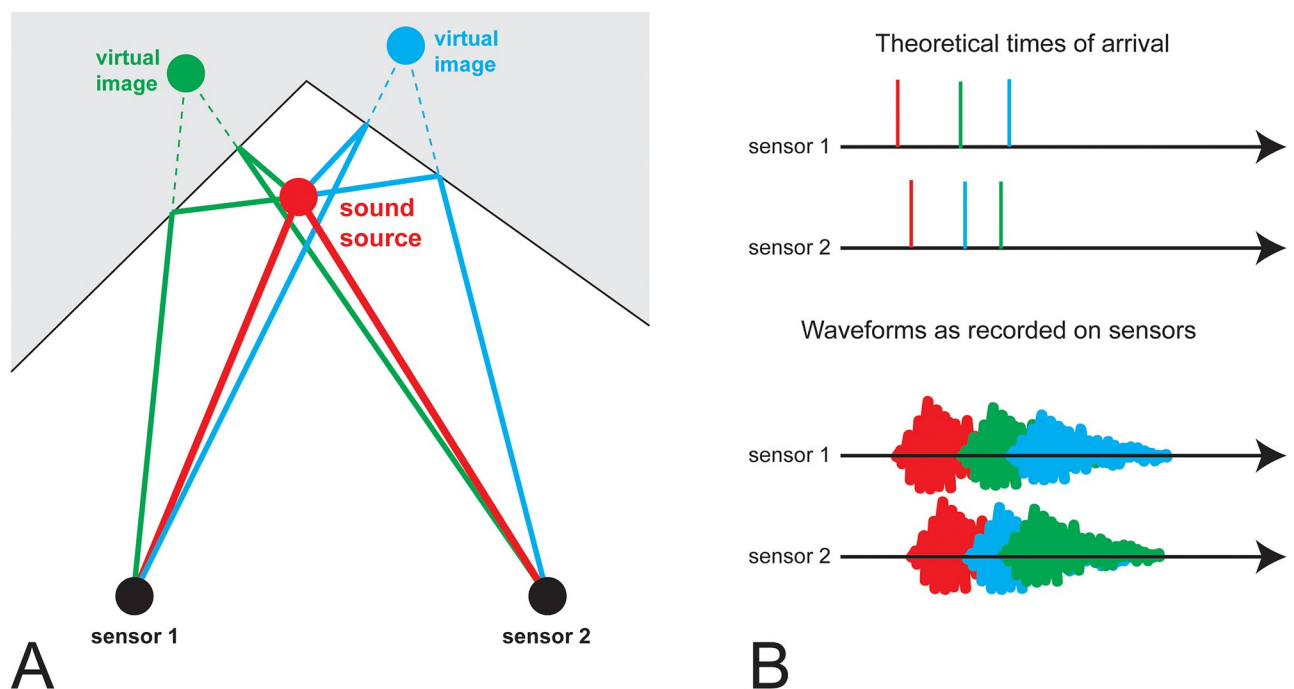 virtual
image
virtual
image
sound
source
sensor 1
sensor 2
A
Theoretical times of arrival
sensor 1
sensor 2
Waveforms as recorded on sensors
sensor 1
sensor 2
B